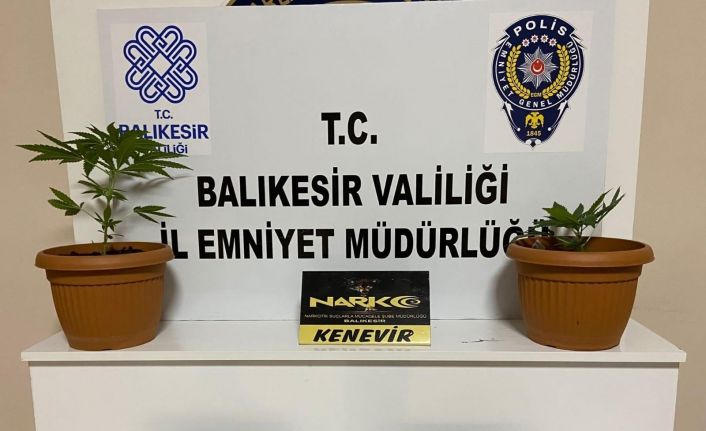 T.C.
BALIKESİR
VALİLİĞİ
POLİS
EMNİYET GENEL MÜDÜRLÜĞÜ
EGM
1845
T.C.
BALIKESİR VALİLİĞİ
İL EMNİYET MÜDÜRLÜĞÜ
NARKO
NARKOTİK SUÇLARLA MÜCADELE ŞUBE MÜDÜRLÜĞÜ
BALIKESİR
KENEVİR